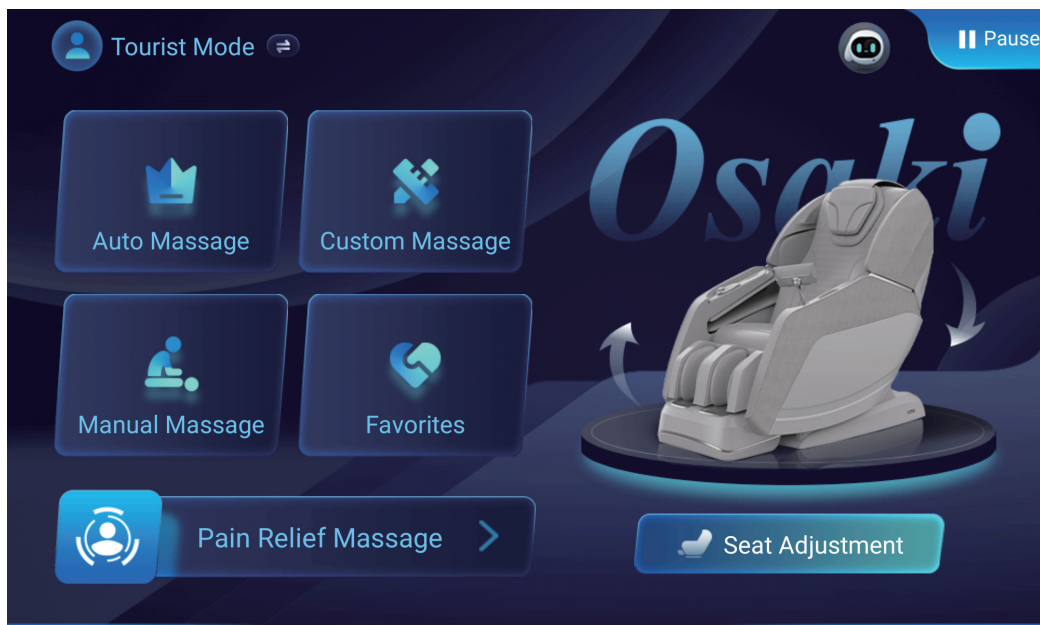 Tourist Mode
Pause
Osaki
Auto Massage
Custom Massage
Manual Massage
Favorites
Pain Relief Massage
Seat Adjustment